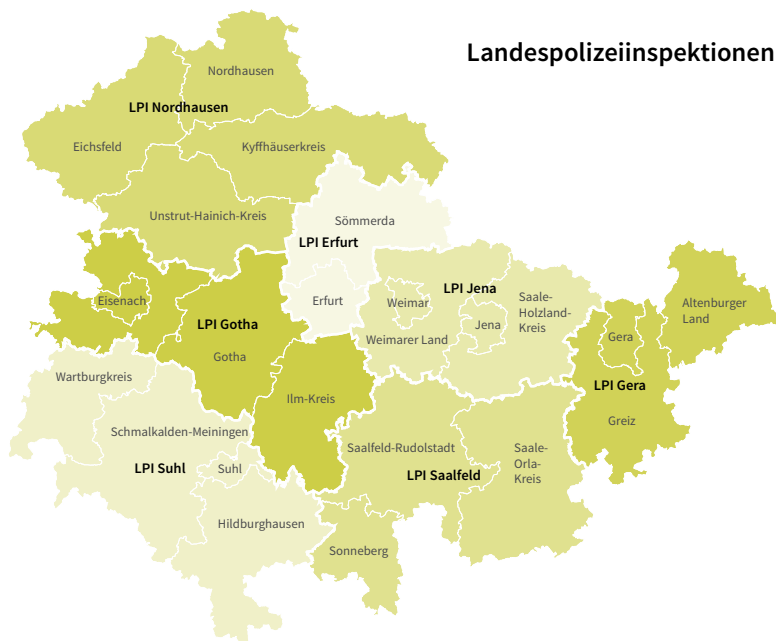 Landespolizeiinspektionen
Nordhausen
LPI Nordhausen
Eichsfeld
Kyffhäuserkreis
Unstrut-Hainich-Kreis
Sömmerda
LPI Erfurt
Erfurt
Eisenach
LPI Gotha
Gotha
Ilm-Kreis
LPI Jena
Weimar
Weimarer Land
Jena
Saale-
Holzland-
Kreis
Altenburger
Land
Gera
LPI Gera
Greiz
Wartburgkreis
Schmalkalden-Meiningen
LPI Suhl
Suhl
Hildburghausen
Saalfeld-Rudolstadt
LPI Saalfeld
Saale-
Orla-
Kreis
Sonneberg